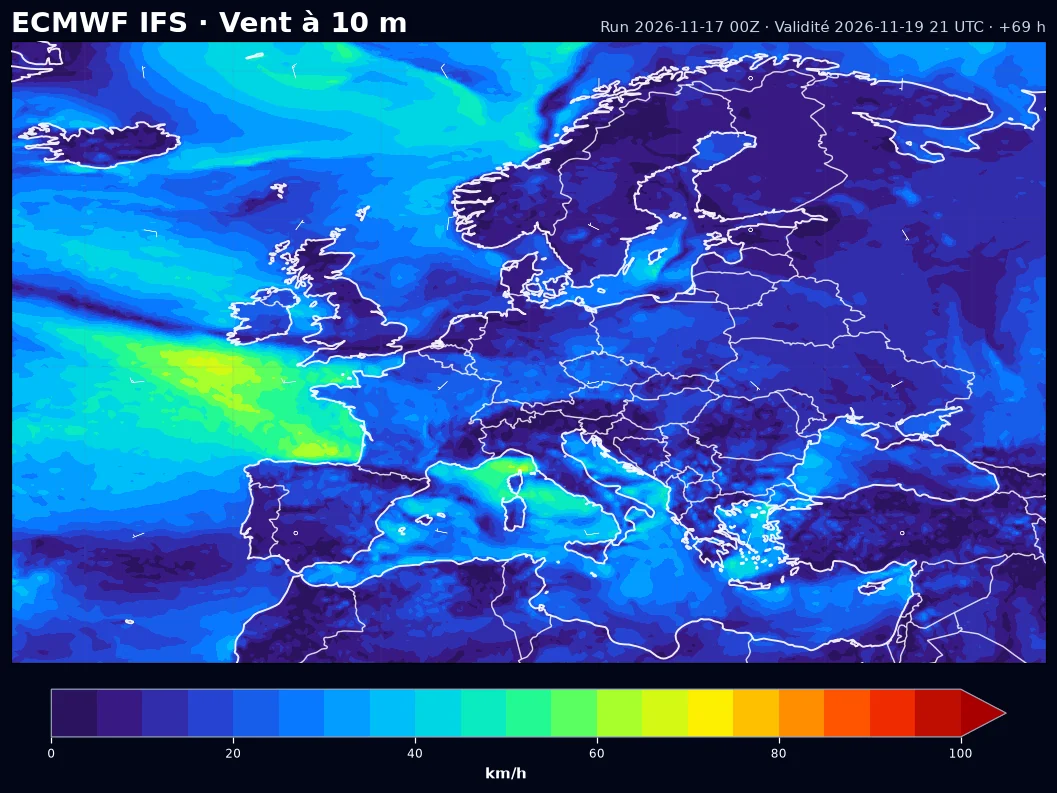 ECMWF IFS · Vent à 10 m
Run 2026-11-17 00Z · Validité 2026-11-19 21 UTC · +69 h
0 20 40 60 80 100
km/h